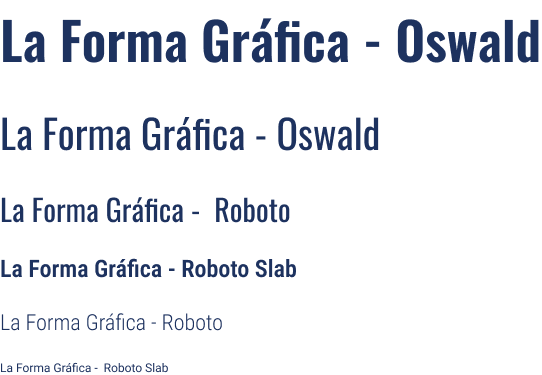 La Forma Gráfica - Oswald
La Forma Gráfica - Oswald
La Forma Gráfica -  Roboto
La Forma Gráfica - Roboto Slab
La Forma Gráfica - Roboto
La Forma Gráfica -  Roboto Slab